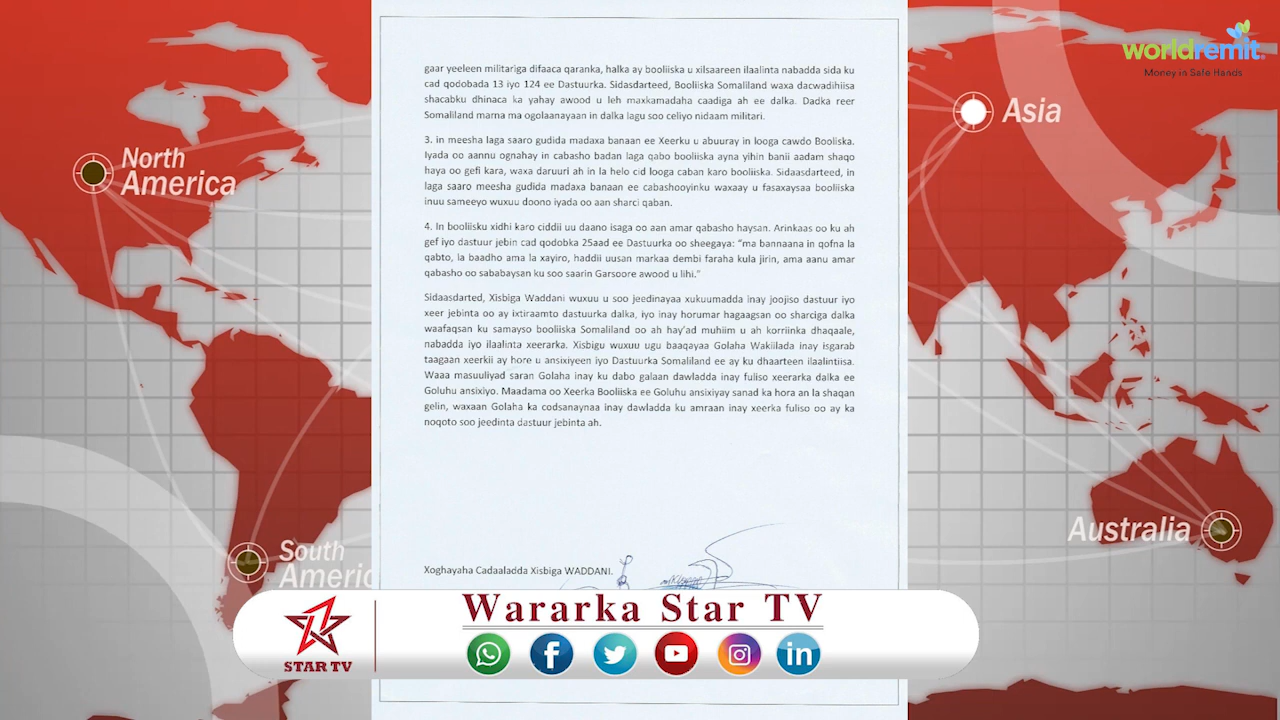 gaar yeeleen militariga difaaca qaranka, halka ay booliiska u xilsaareen ilaalinta nabadda sida ku
cad qodobada 13 iyo 124 ee Dastuurka. Sidasdarteed, Booliiska Somaliland waxa dacwadihiisa
shacabku dhinaca ka yahay awood u leh maxkamadaha caadiga ah ee dalka. Dadka reer
Somaliland marna ma ogolaanayaan in dalka lagu soo celiyo nidaam militari.
3. in meesha laga saaro gudida madaxa banaan ee Xeerku u abuuray in looga cawdo Booliska.
Iyada oo aannu ognahay in cabasho badan laga qabo booliiska ayna yihin banii aadam shaqo
haya oo gefi kara, waxa daruuri ah in la helo cid looga caban karo booliiska. Sidaasdarteed, in
laga saaro meesha gudida madaxa banaan ee cabashooyinku waxaay u fasaxaysaa booliiska
inuu sameeyo wuxuu doono iyada oo aan sharci qaban.
4. In booliisku xidhi karo ciddii uu daano isaga oo aan amar qabasho haysan. Arinkaas oo ku ah
gef iyo dastuur jebin cad qodobka 25aad ee Dastuurka oo sheegaya: "ma bannaana in qofna la
qabto, la baadho ama la xayiro, haddii uusan markaa dembi faraha kula jirin, ama aanu amar
qabasho oo sababaysan ku soo saarin Garsoore awood u lihi."
Sidaasdarted, Xisbiga Waddani wuxuu u soo jeedinayaa xukuumadda inay joojiso dastuur iyo
xeer jebinta oo ay ixtiraamto dastuurka dalka, iyo inay horumar hagaagsan oo sharciga dalka
waafaqsan ku samayso booliiska Somaliland oo ah hay'ad muhiim u ah korriinka dhaqaale,
nabadda iyo ilaalinta xeerarka. Xisbigu wuxuu ugu baaqayaa Golaha Wakiilada inay isgarab
taagaan xeerkii ay hore u ansixiyeen iyo Dastuurka Somaliland ee ay ku dhaarteen ilaalintiisa.
Waaa masuuliyad saran Golaha inay ku dabo galaan dawladda inay fuliso xeerarka dalka ee
Goluhu ansixiyo. Maadama oo Xeerka Booliiska ee Goluhu ansixiyay sanad ka hora an la shaqan
gelin, waxaan Golaha ka codsanaynaa inay dawladda ku amraan inay xeerka fuliso oo ay ka
noqoto soo jeedinta dastuur jebinta ah.
Xoghayaha Cadaaladda Xisbiga WADDANI.
North
America
South
Americ
Asia
Australia
worldremit
Money in Safe Hands
STAR TV
Wararka Star TV